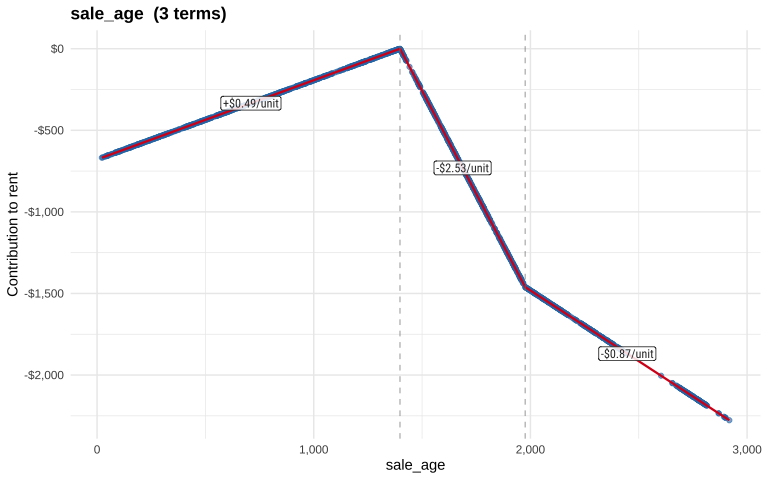 sale_age  (3 terms)
$0
-$500
-$1,000
-$1,500
-$2,000
Contribution to rent
+$0.49/unit
-$2.53/unit
-$0.87/unit
0
1,000
2,000
3,000
sale_age